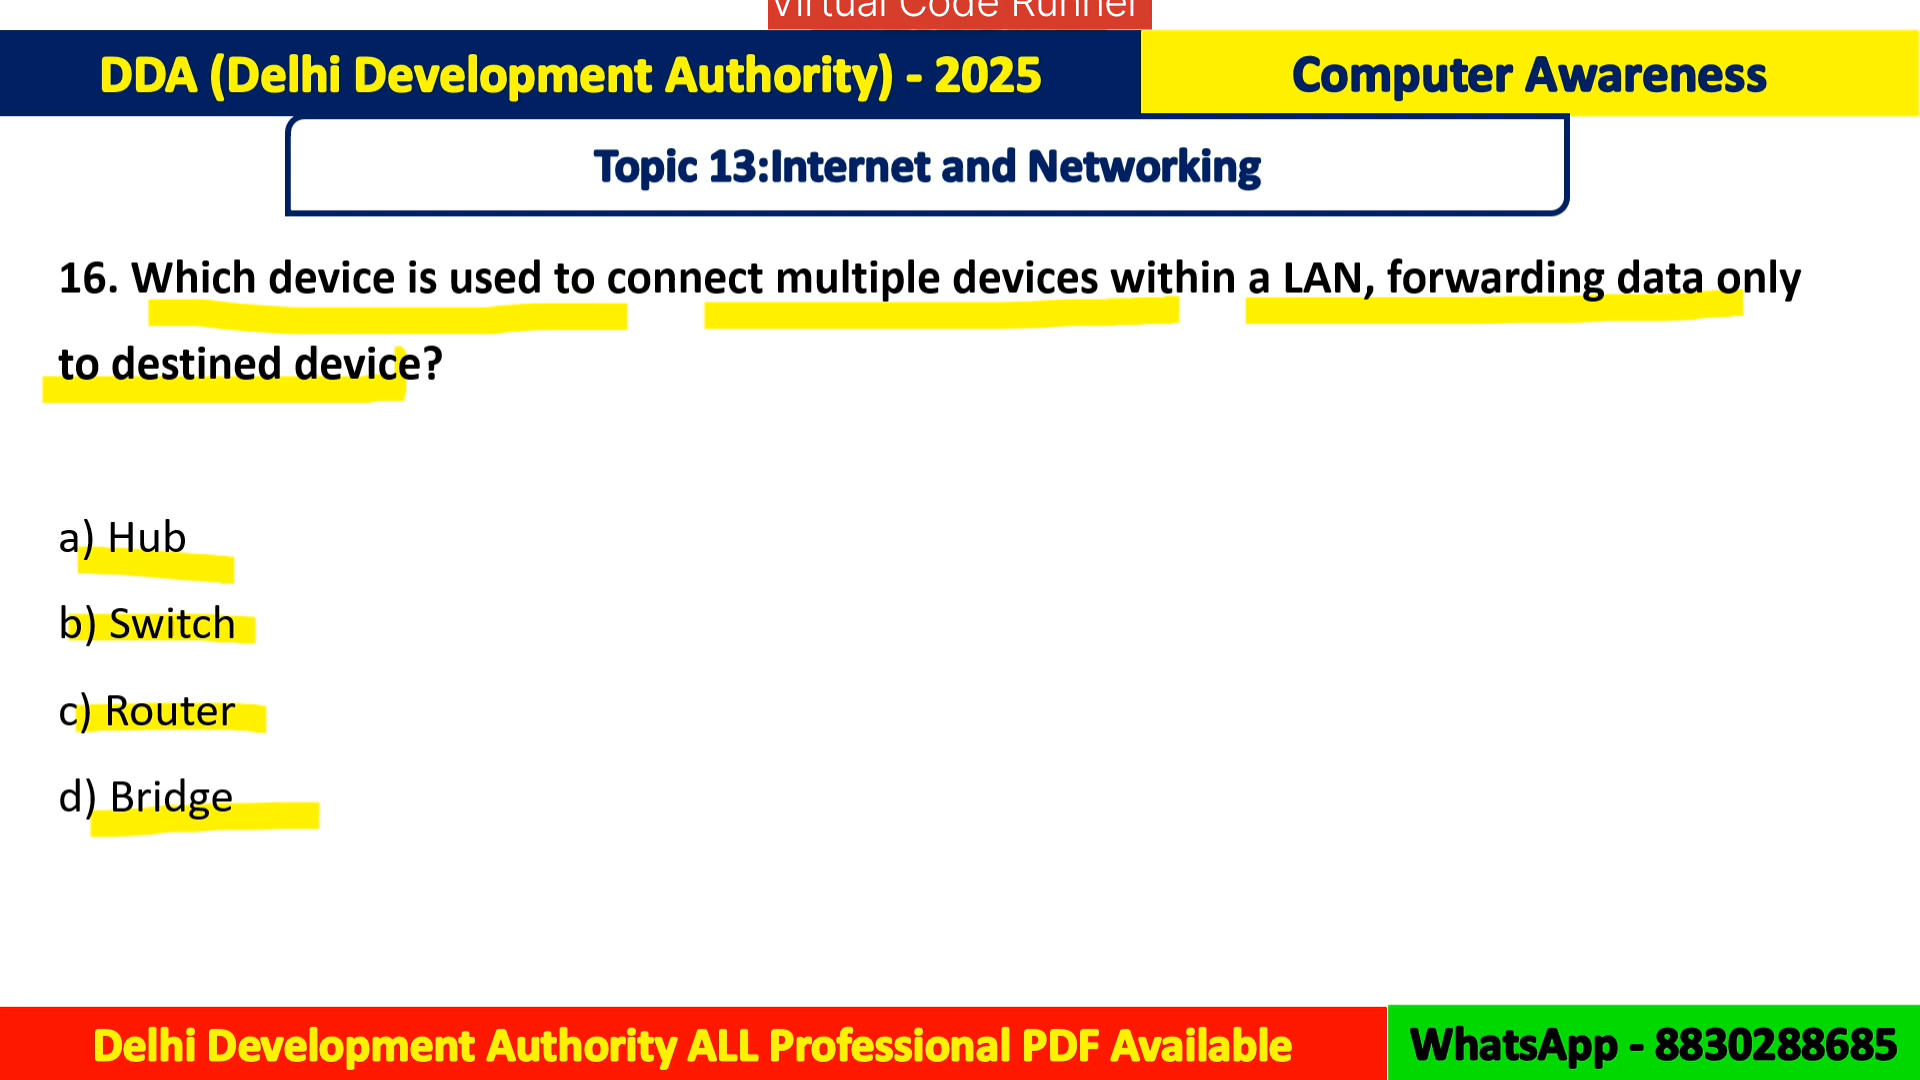 Virtual Code Runner
DDA (Delhi Development Authority) - 2025
Computer Awareness
Topic 13:Internet and Networking
16. Which device is used to connect multiple devices within a LAN, forwarding data only
to destined device?
a) Hub
b) Switch
c) Router
d) Bridge
Delhi Development Authority ALL Professional PDF Available
WhatsApp - 8830288685